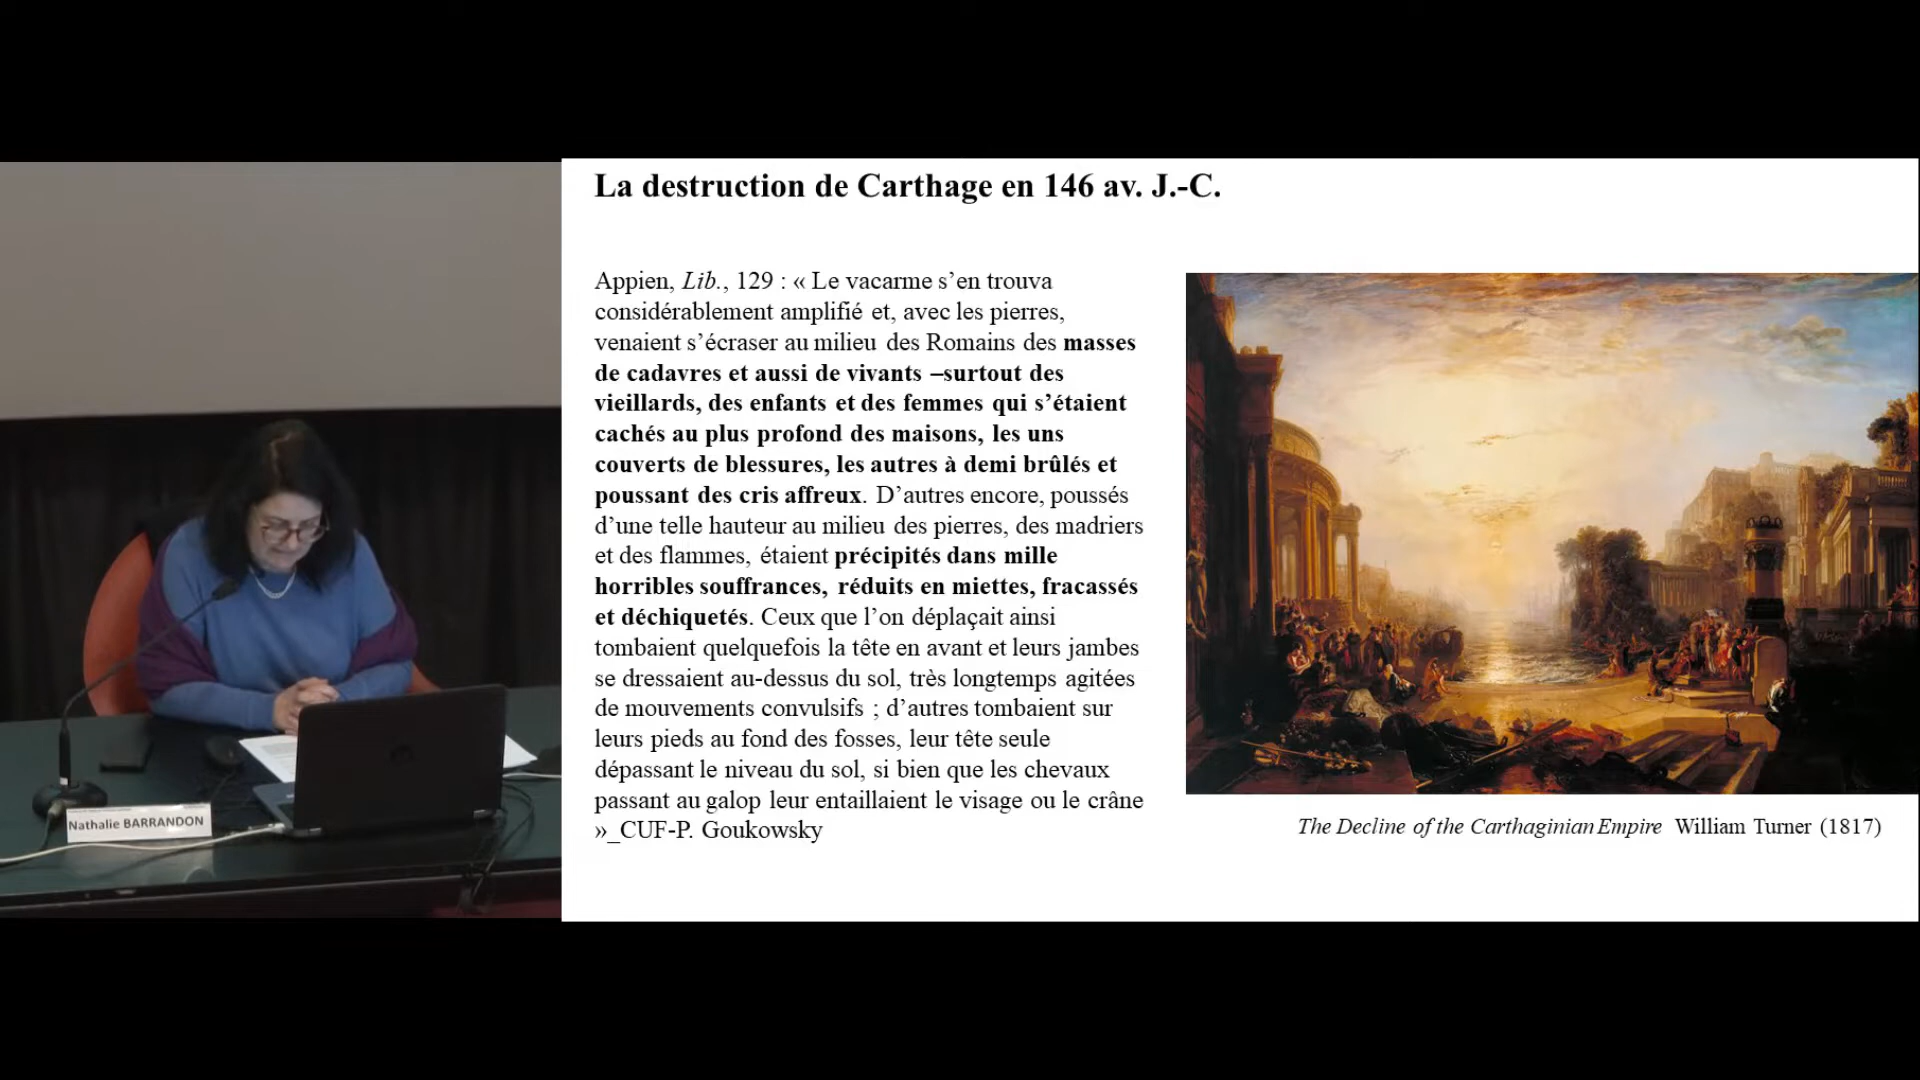 La destruction de Carthage en 146 av. J.-C.
Appien, Lib., 129 : « Le vacarme s’en trouva
considérablement amplifié et, avec les pierres,
venaient s’écraser au milieu des Romains des masses
de cadavres et aussi de vivants –surtout des
vieillards, des enfants et des femmes qui s’étaient
cachés au plus profond des maisons, les uns
couverts de blessures, les autres à demi brûlés et
poussant des cris affreux. D’autres encore, poussés
d’une telle hauteur au milieu des pierres, des madriers
et des flammes, étaient précipités dans mille
horribles souffrances, réduits en miettes, fracassés
et déchiquetés. Ceux que l’on déplaçait ainsi
tombaient quelquefois la tête en avant et leurs jambes
se dressaient au-dessus du sol, très longtemps agitées
de mouvements convulsifs ; d’autres tombaient sur
leurs pieds au fond des fosses, leur tête seule
dépassant le niveau du sol, si bien que les chevaux
passant au galop leur entaillaient le visage ou le crâne
»_CUF-P. Goukowsky
The Decline of the Carthaginian Empire William Turner (1817)
Nathalie BARRANDON